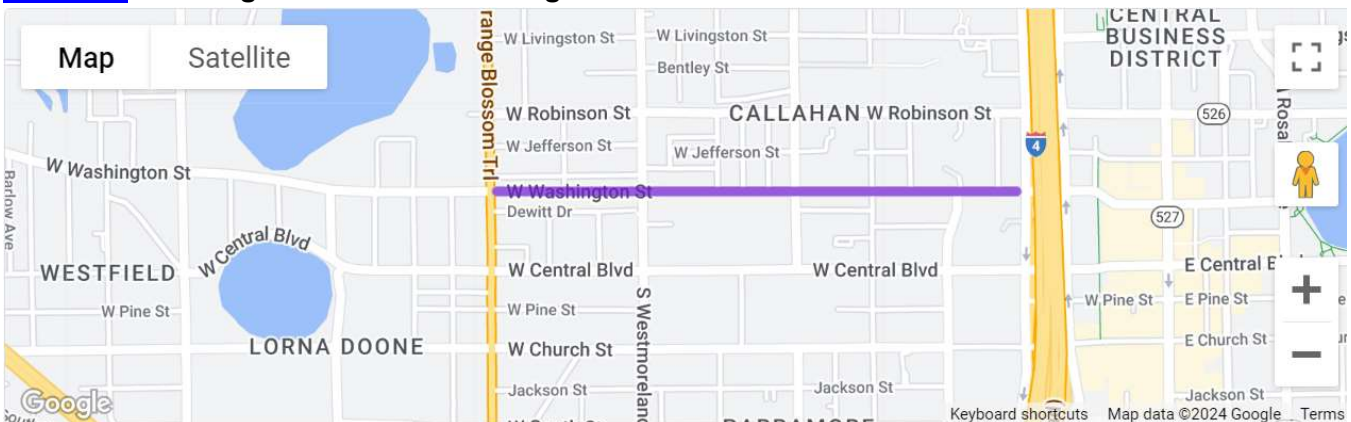 CENTRAL
BUSINESS
DISTRICT
Map
Satellite
W Livingston St
W Livingston St
Bentley St
range Blossom Trl
W Robinson St
CALLAHAN
W Robinson St
526
W Jefferson St
W Jefferson St
4
W Washington St
W Washington St
Barlow Ave
Dewitt Dr
527
W Central Blvd
WESTFIELD
W Central Blvd
W Central Blvd
E Central B
W Pine St
W Pine St
S Westmoreland
W Pine St
E Pine St
LORNA DOONE
W Church St
E Church St
Jackson St
Jackson St
Jackson St
Google
Keyboard shortcuts
Map data ©2024 Google
Terms